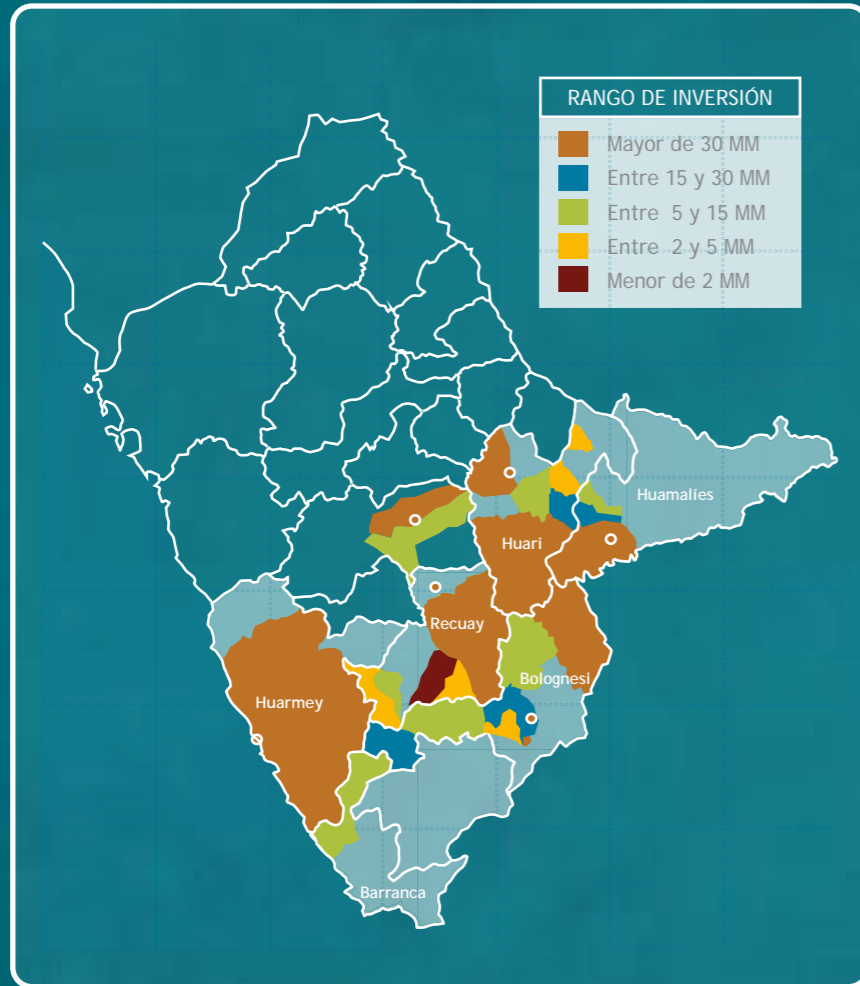 RANGO DE INVERSIÓN
Mayor de 30 MM
Entre 15 y 30 MM
Entre 5 y 15 MM
Entre 2 y 5 MM
Menor de 2 MM
Huamalíes
Huari
Recuay
Bolognesi
Huarmey
Barranca